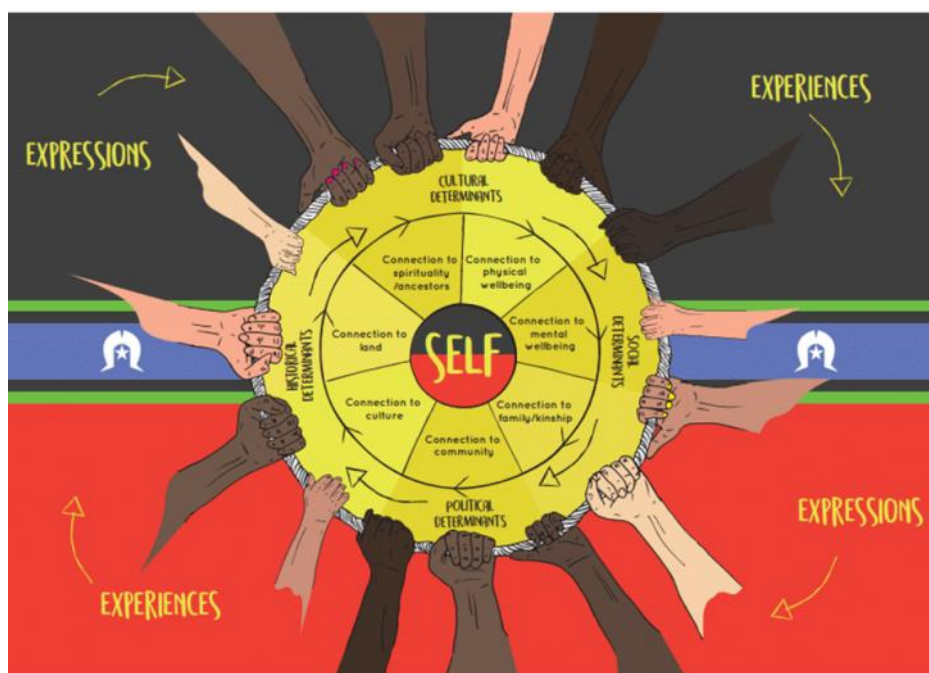 EXPRESSIONS
EXPERIENCES
CULTURAL
DETERMINANTS
Connection to
spirituality
/ancestors
Connection to
physical
wellbeing
Connection to
land
SELF
Connection to
mental
wellbeing
HISTORICAL
DETERMINANTS
SOCIAL
DETERMINANTS
Connection to
culture
Connection to
family/kinship
Connection to
community
POLITICAL
DETERMINANTS
EXPERIENCES
EXPRESSIONS